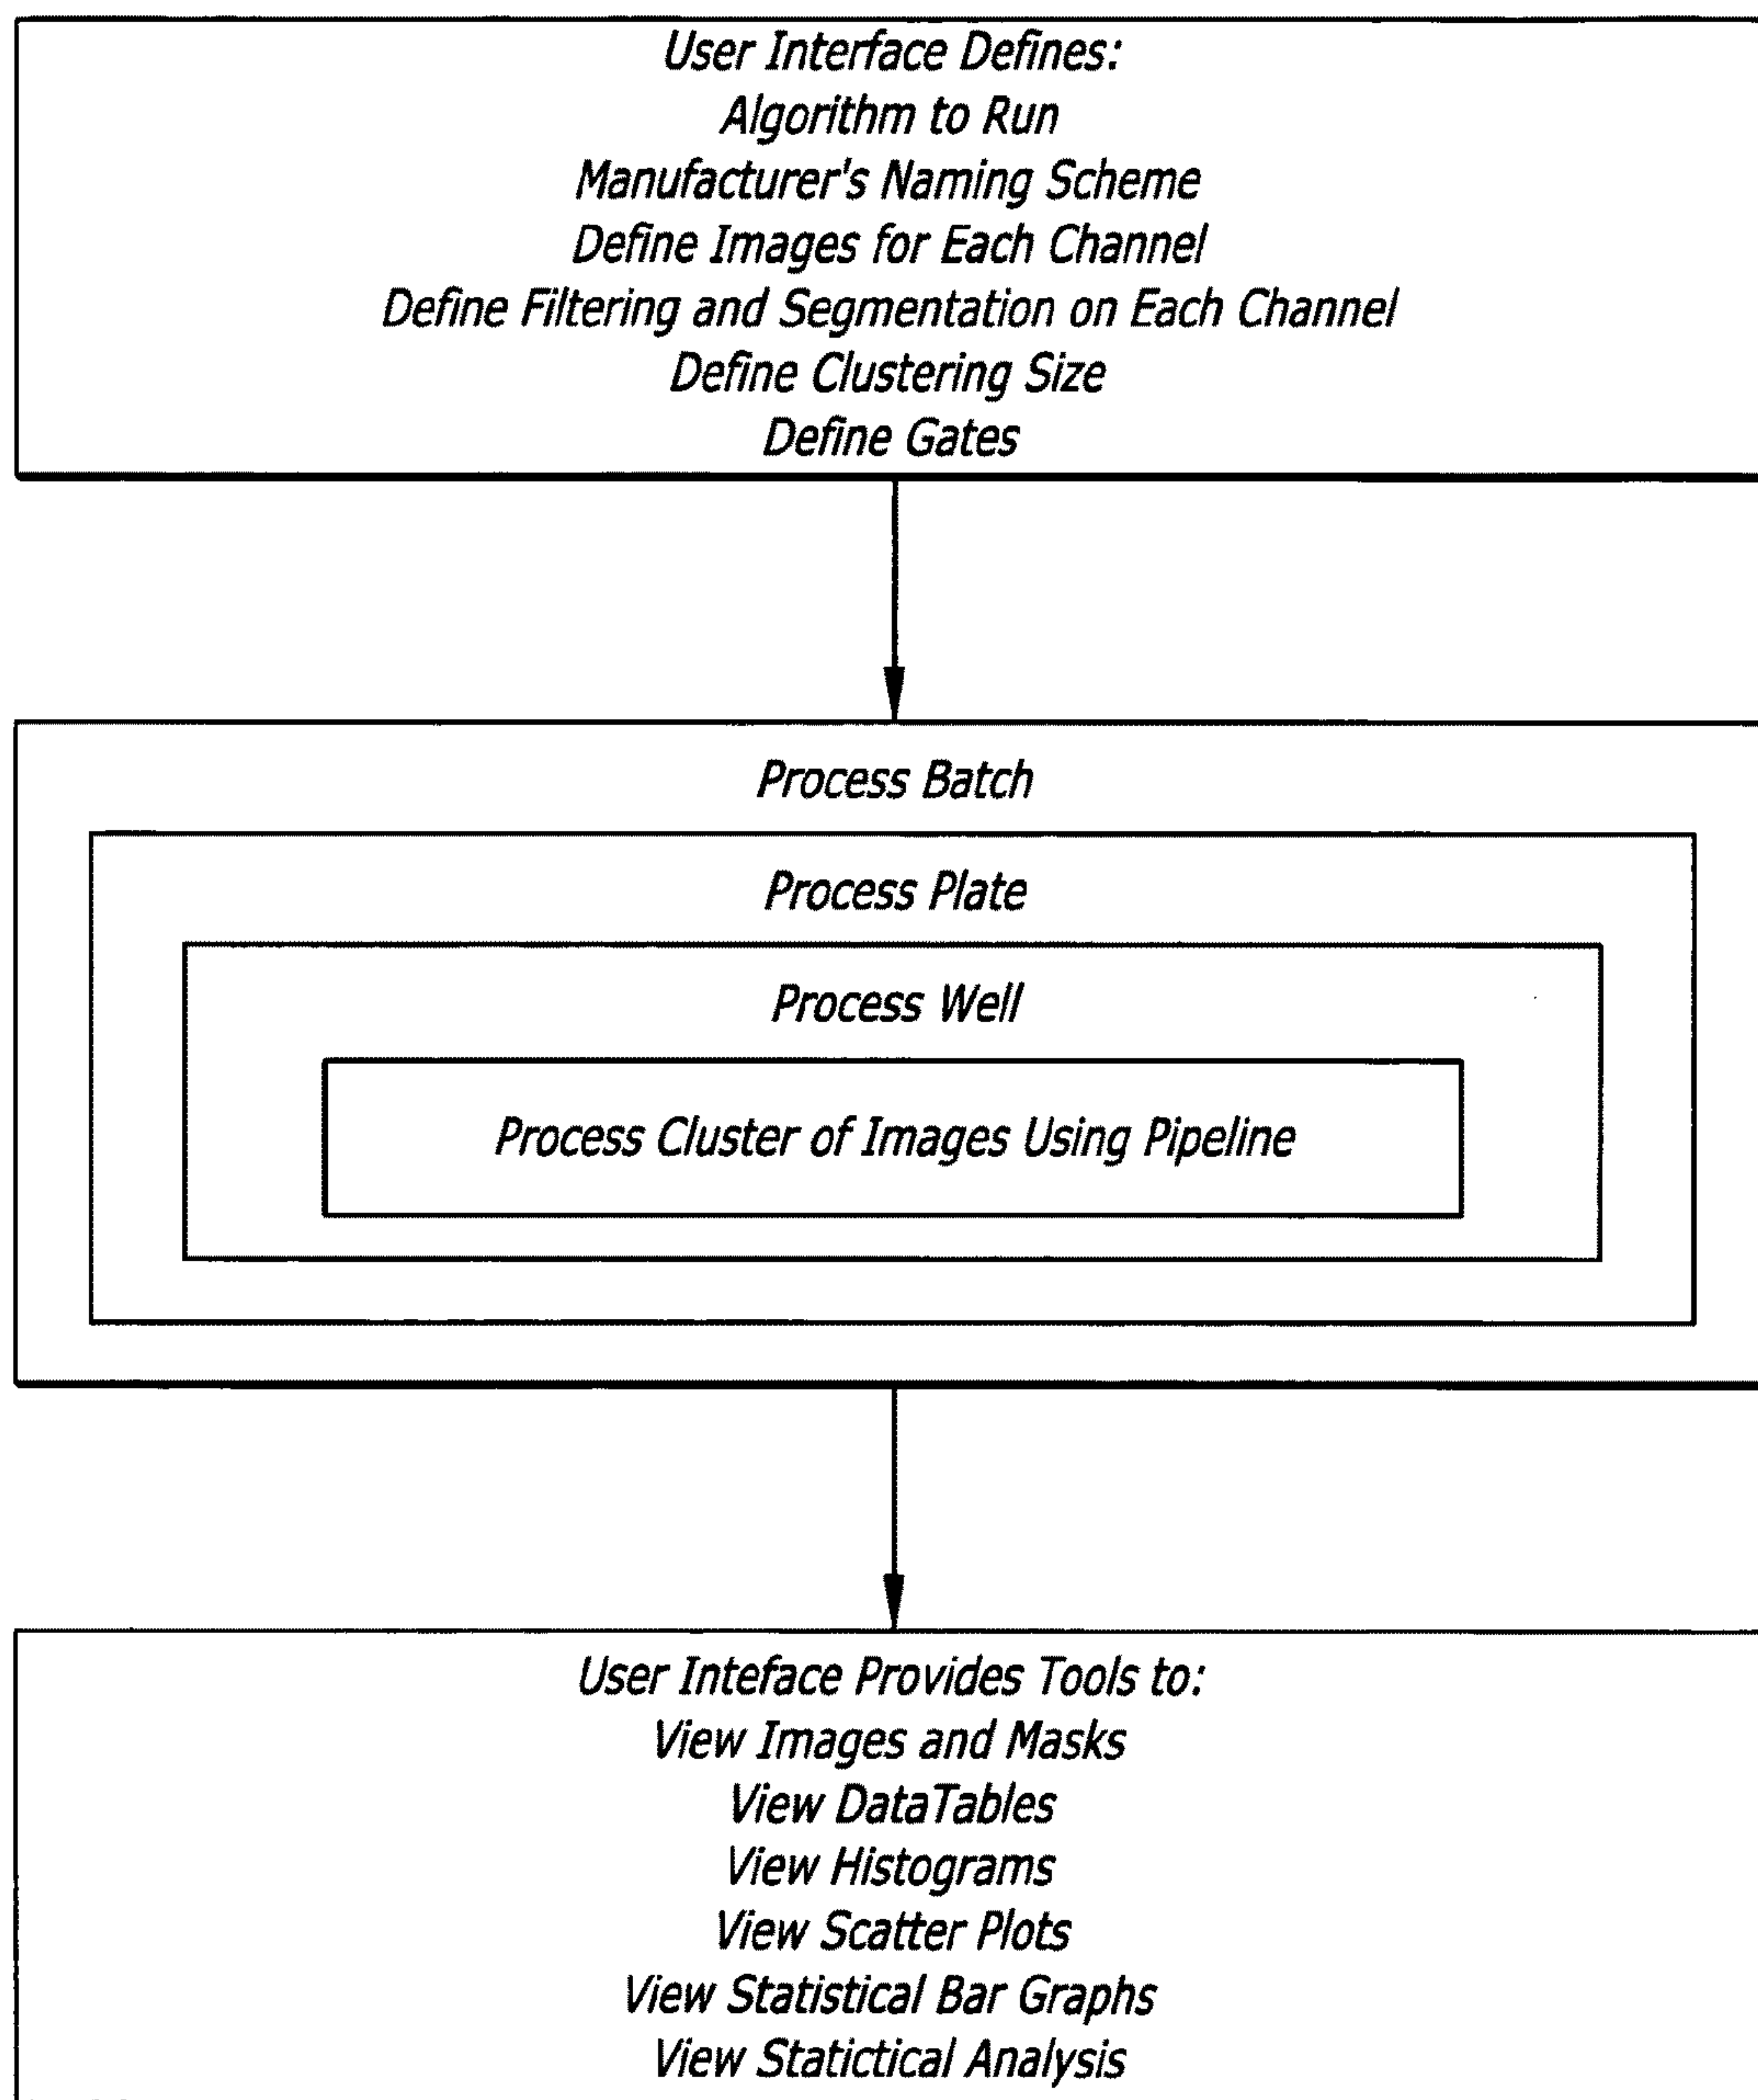 User Interface Defines:
Algorithm to Run
Manufacturer's Naming Scheme
Define Images for Each Channel
Define Filtering and Segmentation on Each Channel
Define Clustering Size
Define Gates
Process Batch
Process Plate
Process Well
Process Cluster of Images Using Pipeline
User Inteface Provides Tools to:
View Images and Masks
View DataTables
View Histograms
View Scatter Plots
View Statistical Bar Graphs
View Statictical Analysis